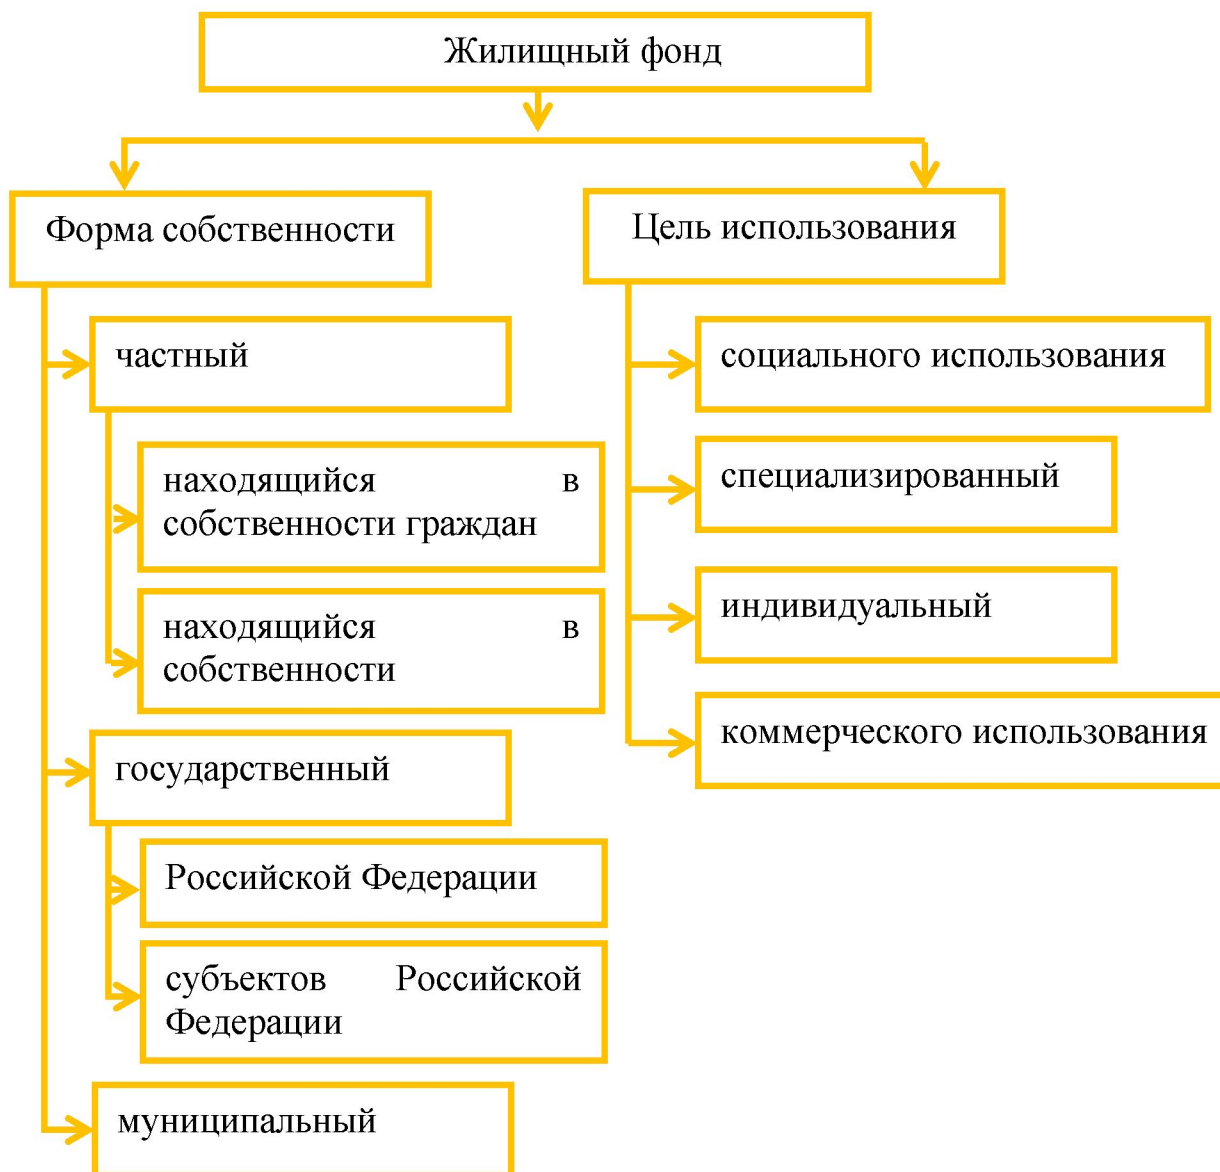 Жилищный фонд
Форма собственности
частный
находящийся в
собственности граждан
находящийся в
собственности
государственный
Российской Федерации
субъектов Российской
Федерации
муниципальный
Цель использования
социального использования
специализированный
индивидуальный
коммерческого использования